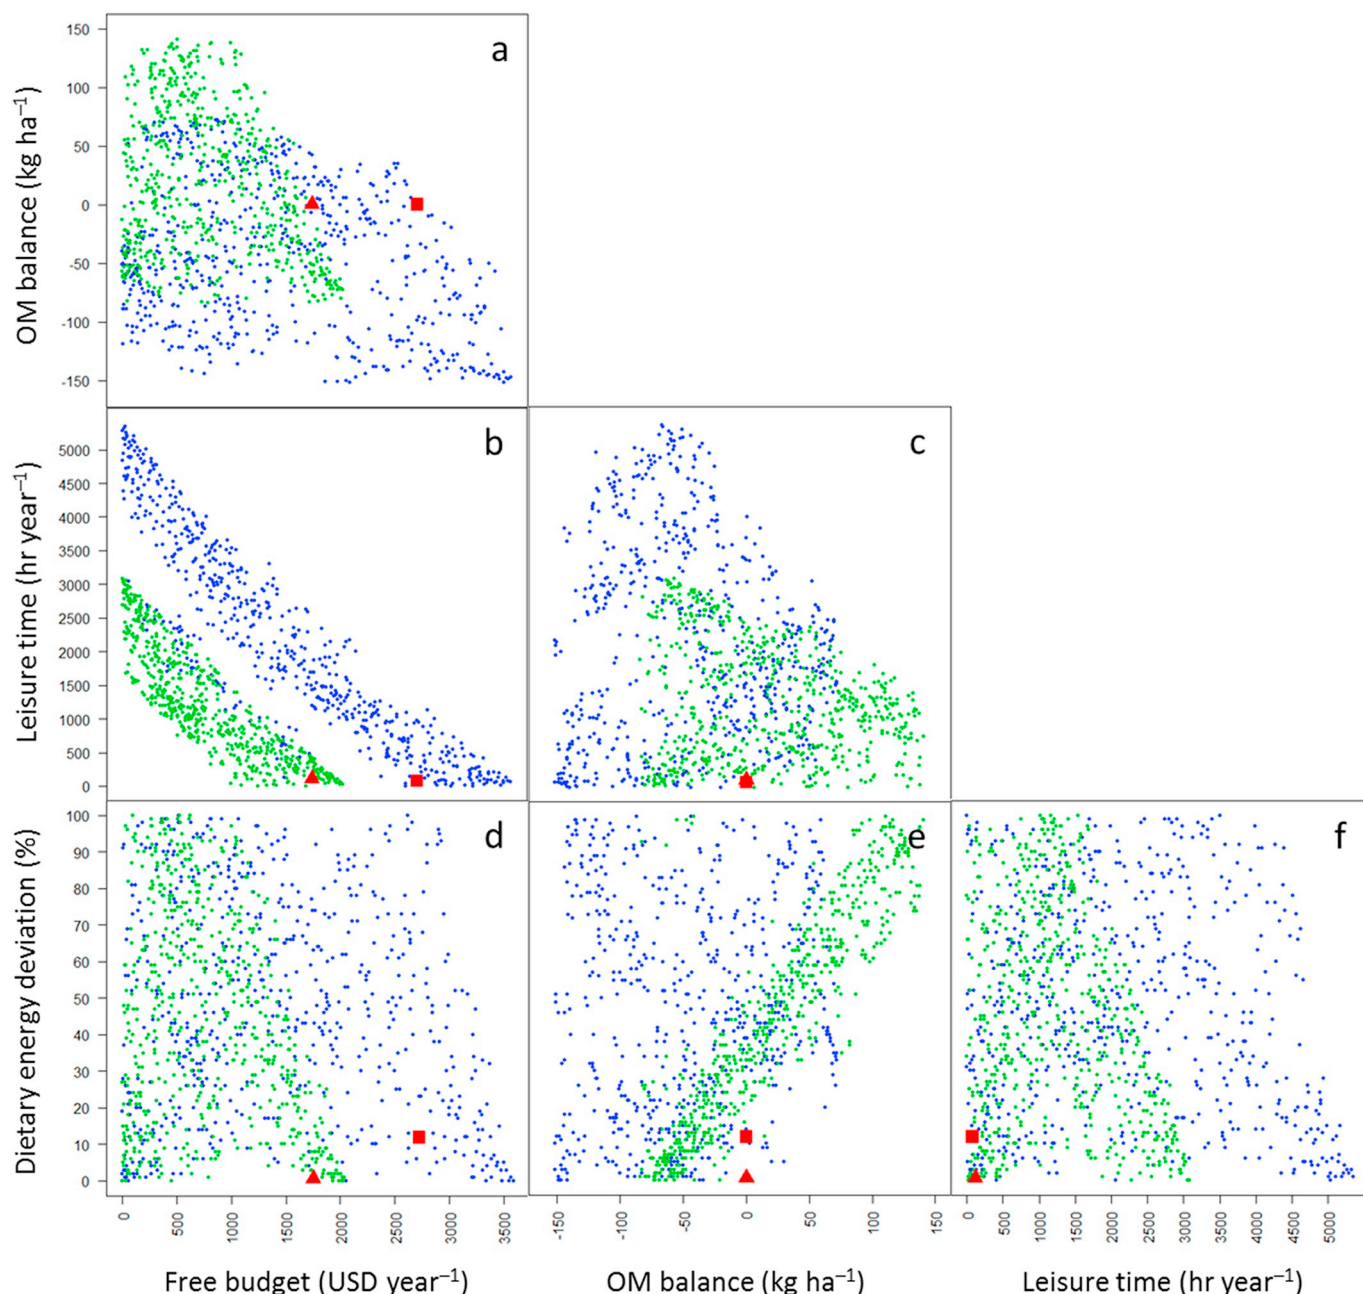 a
OM balance (kg ha⁻¹)
150
100
50
0
-50
-100
-150
b
c
Leisure time (hr year⁻¹)
5000
4500
4000
3500
3000
2500
2000
1500
1000
500
0
d
e
f
Dietary energy deviation (%)
100
90
80
70
60
50
40
30
20
10
0
0 500 1000 1500 2000 2500 3000 3500
-150 -100 -50 0 50 100 150
0 500 1000 1500 2000 2500 3000 3500 4000 4500 5000
Free budget (USD year⁻¹)
OM balance (kg ha⁻¹)
Leisure time (hr year⁻¹)